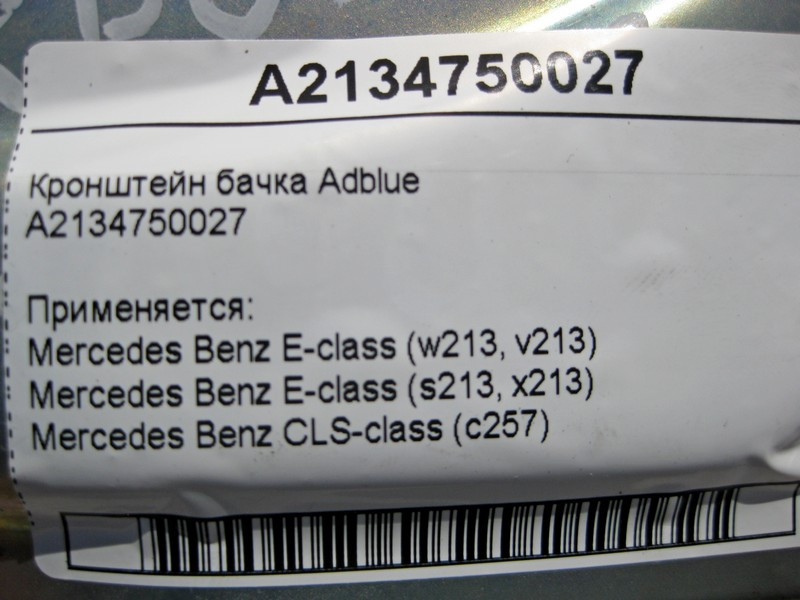 A2134750027
Кронштейн бачка Adblue
A2134750027
Применяется:
Mercedes Benz E-class (w213, v213)
Mercedes Benz E-class (s213, x213)
Mercedes Benz CLS-class (c257)